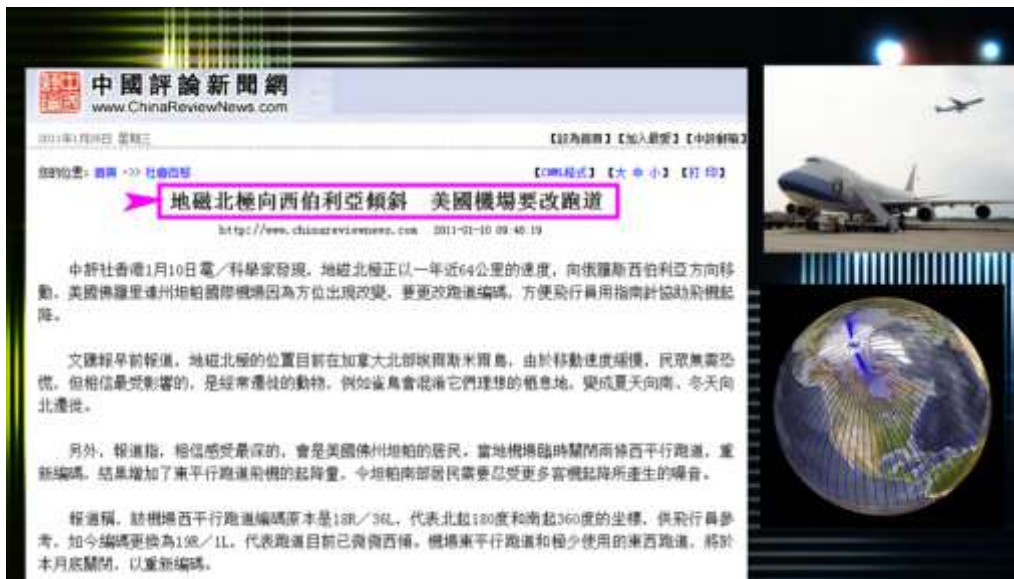 中國評論新聞網
www.ChinaReviewNews.com
2011年1月26日 星期三
【設為首頁】【加入最愛】【中評郵箱】
您的位置: 首頁 ->> 社會百態
【大 中 小】 【打 印】
地磁北極向西伯利亞傾斜 美國機場要改跑道
http://www.chinareviewnews.com 2011-01-10 09:40:19
中評社香港1月10日電／科學家發現，地磁北極正以一年近64公里的速度，向俄羅斯西伯利亞方向移
動。美國佛羅里達州坦帕國際機場因為方位出現改變，要更改跑道編碼，方便飛行員用指南針協助飛機起
降。
文匯報早前報道，地磁北極的位置目前在加拿大北部埃爾斯米爾島，由於移動速度緩慢，民眾無需恐
慌。但相信最受影響的，是經常遷徙的動物，例如雀鳥會混淆它們理想的棲息地，變成夏天向南、冬天向
北遷徙。
另外，報道指，相信感受最深的，會是美國佛州坦帕的居民。當地機場臨時關閉兩條西平行跑道，重
新編碼，結果增加了東平行跑道飛機的起降量，令坦帕南部居民需要忍受更多客機起降所產生的噪音。
報道稱，該機場西平行跑道編碼原本是18R／36L，代表北起180度和南起360度的坐標，供飛行員參
考。如今編碼更換為19R／1L，代表跑道目前已微微西傾。機場東平行跑道和極少使用的東西跑道，將於
本月底關閉，以重新編碼。